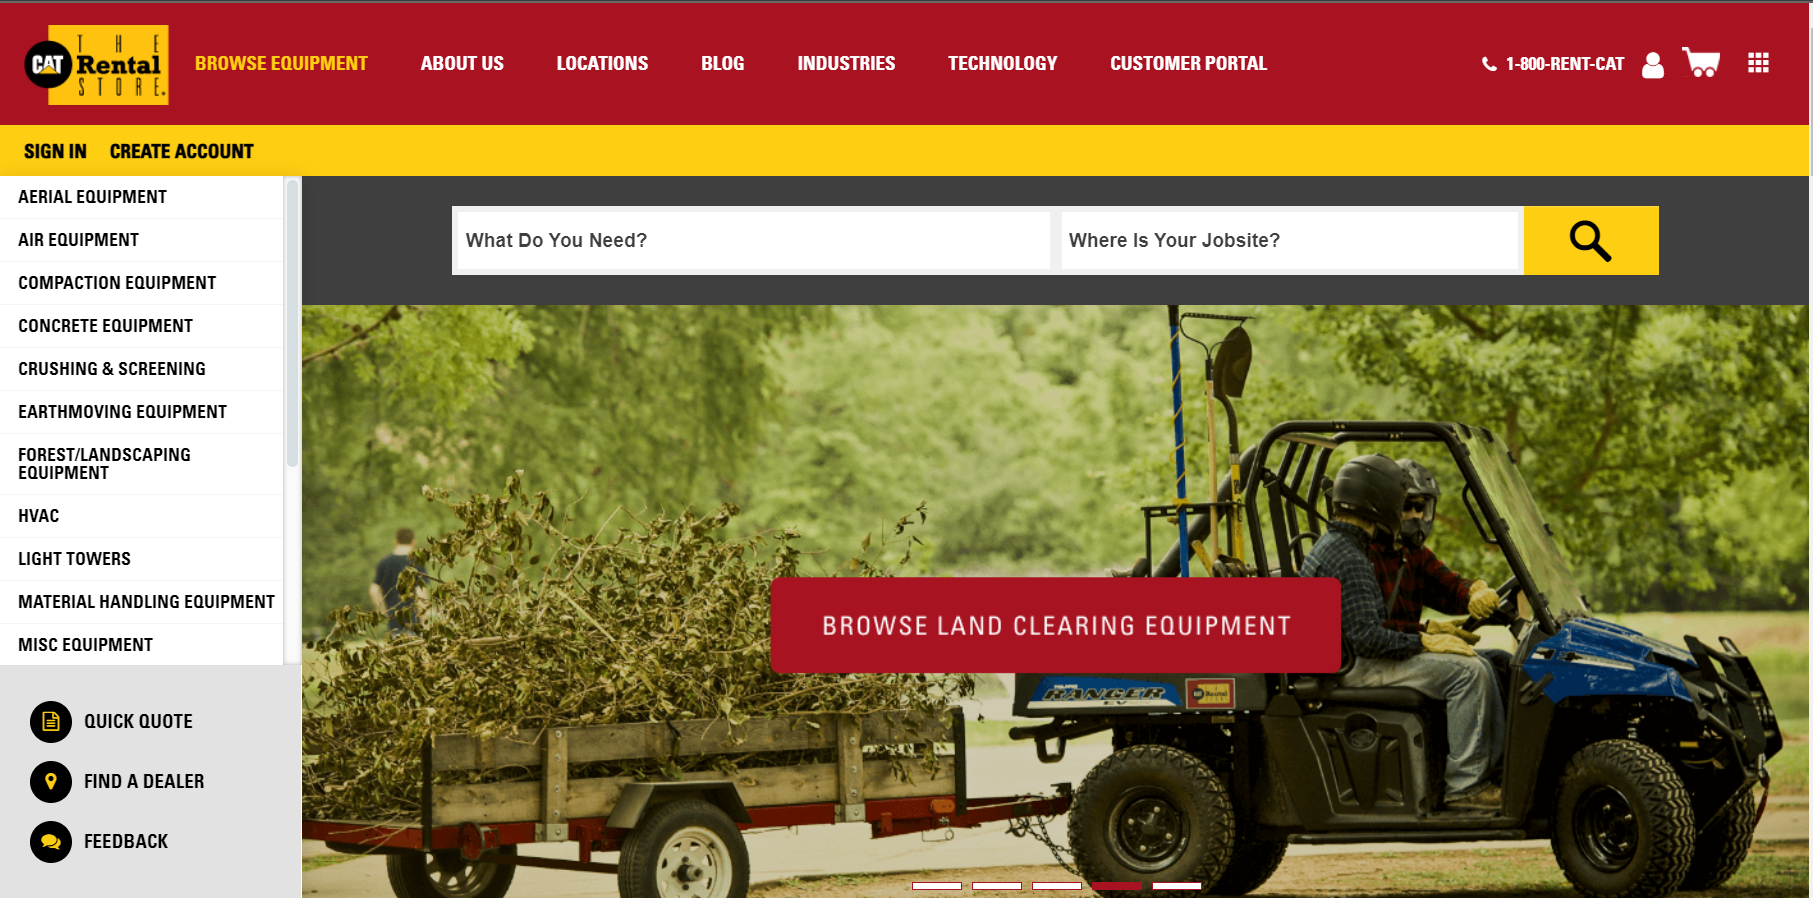 THE
CAT Rental
STORE.
BROWSE EQUIPMENT
ABOUT US
LOCATIONS
BLOG
INDUSTRIES
TECHNOLOGY
CUSTOMER PORTAL
1-800-RENT-CAT
SIGN IN
CREATE ACCOUNT
AERIAL EQUIPMENT
AIR EQUIPMENT
COMPACTION EQUIPMENT
CONCRETE EQUIPMENT
CRUSHING & SCREENING
EARTHMOVING EQUIPMENT
FOREST/LANDSCAPING
EQUIPMENT
HVAC
LIGHT TOWERS
MATERIAL HANDLING EQUIPMENT
MISC EQUIPMENT
QUICK QUOTE
FIND A DEALER
FEEDBACK
What Do You Need?
Where Is Your Jobsite?
BROWSE LAND CLEARING EQUIPMENT
POLARIS
RANGER
EV
CAT Rental